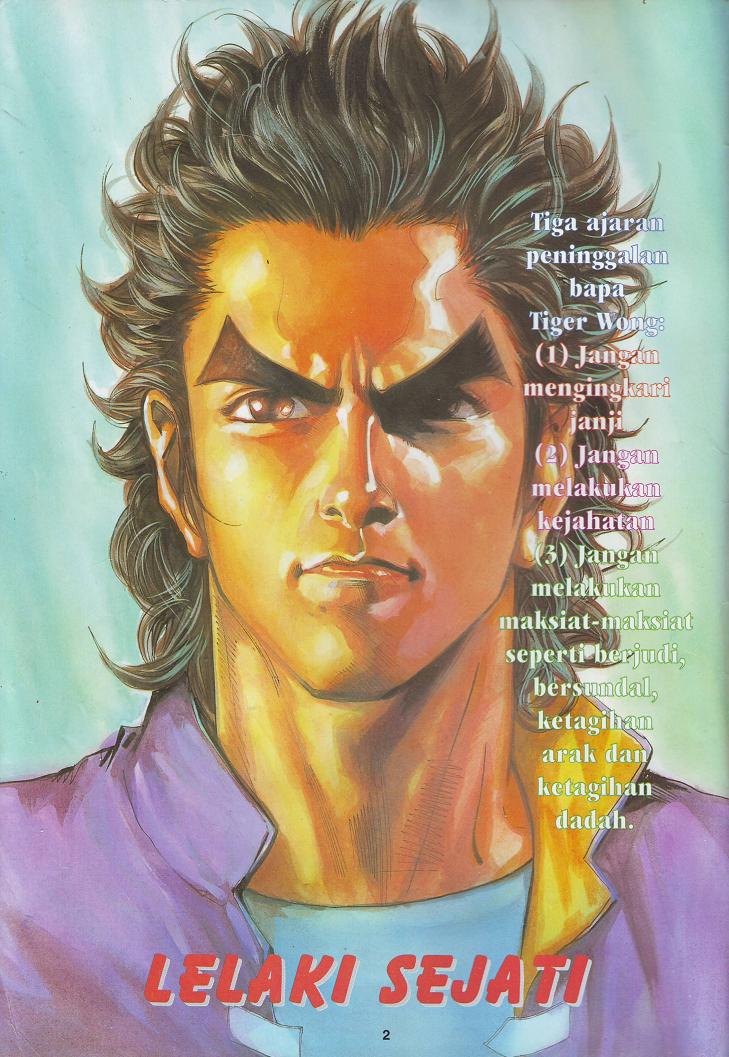 Tiga ajaran
peninggalan
bapa
Tiger Wong:
(1) Jangan
mengingkari
janji
(2) Jangan
melakukan
kejahatan
(3) Jangan
melakukan
maksiat-maksiat
seperti berjudi,
bersundal,
ketagihan
arak dan
ketagihan
dadah.
LELAKI SEJATI
2